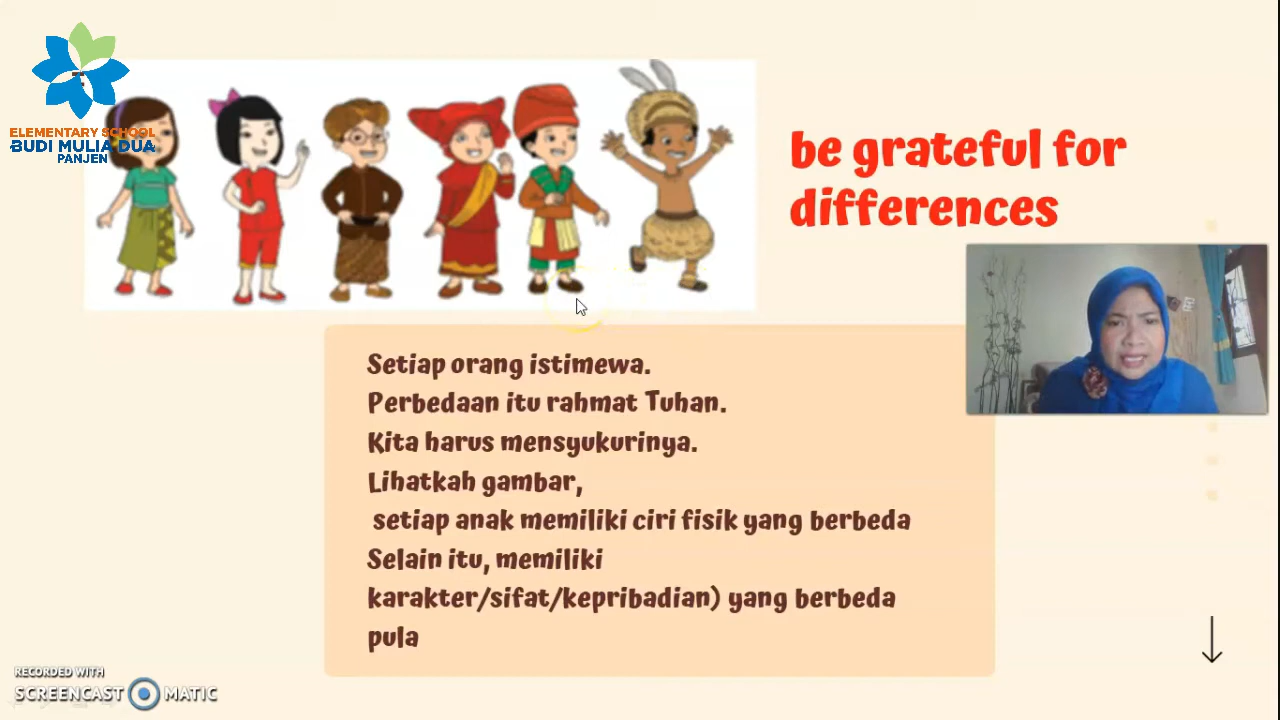 ELEMENTARY SCHOOL
BUDI MULIA DUA
PANJEN
be grateful for
differences
Setiap orang istimewa.
Perbedaan itu rahmat Tuhan.
Kita harus mensyukurinya.
Lihatkah gambar,
setiap anak memiliki ciri fisik yang berbeda
Selain itu, memiliki
karakter/sifat/kepribadian) yang berbeda
pula
RECORDED WITH
SCREENCAST MATIC